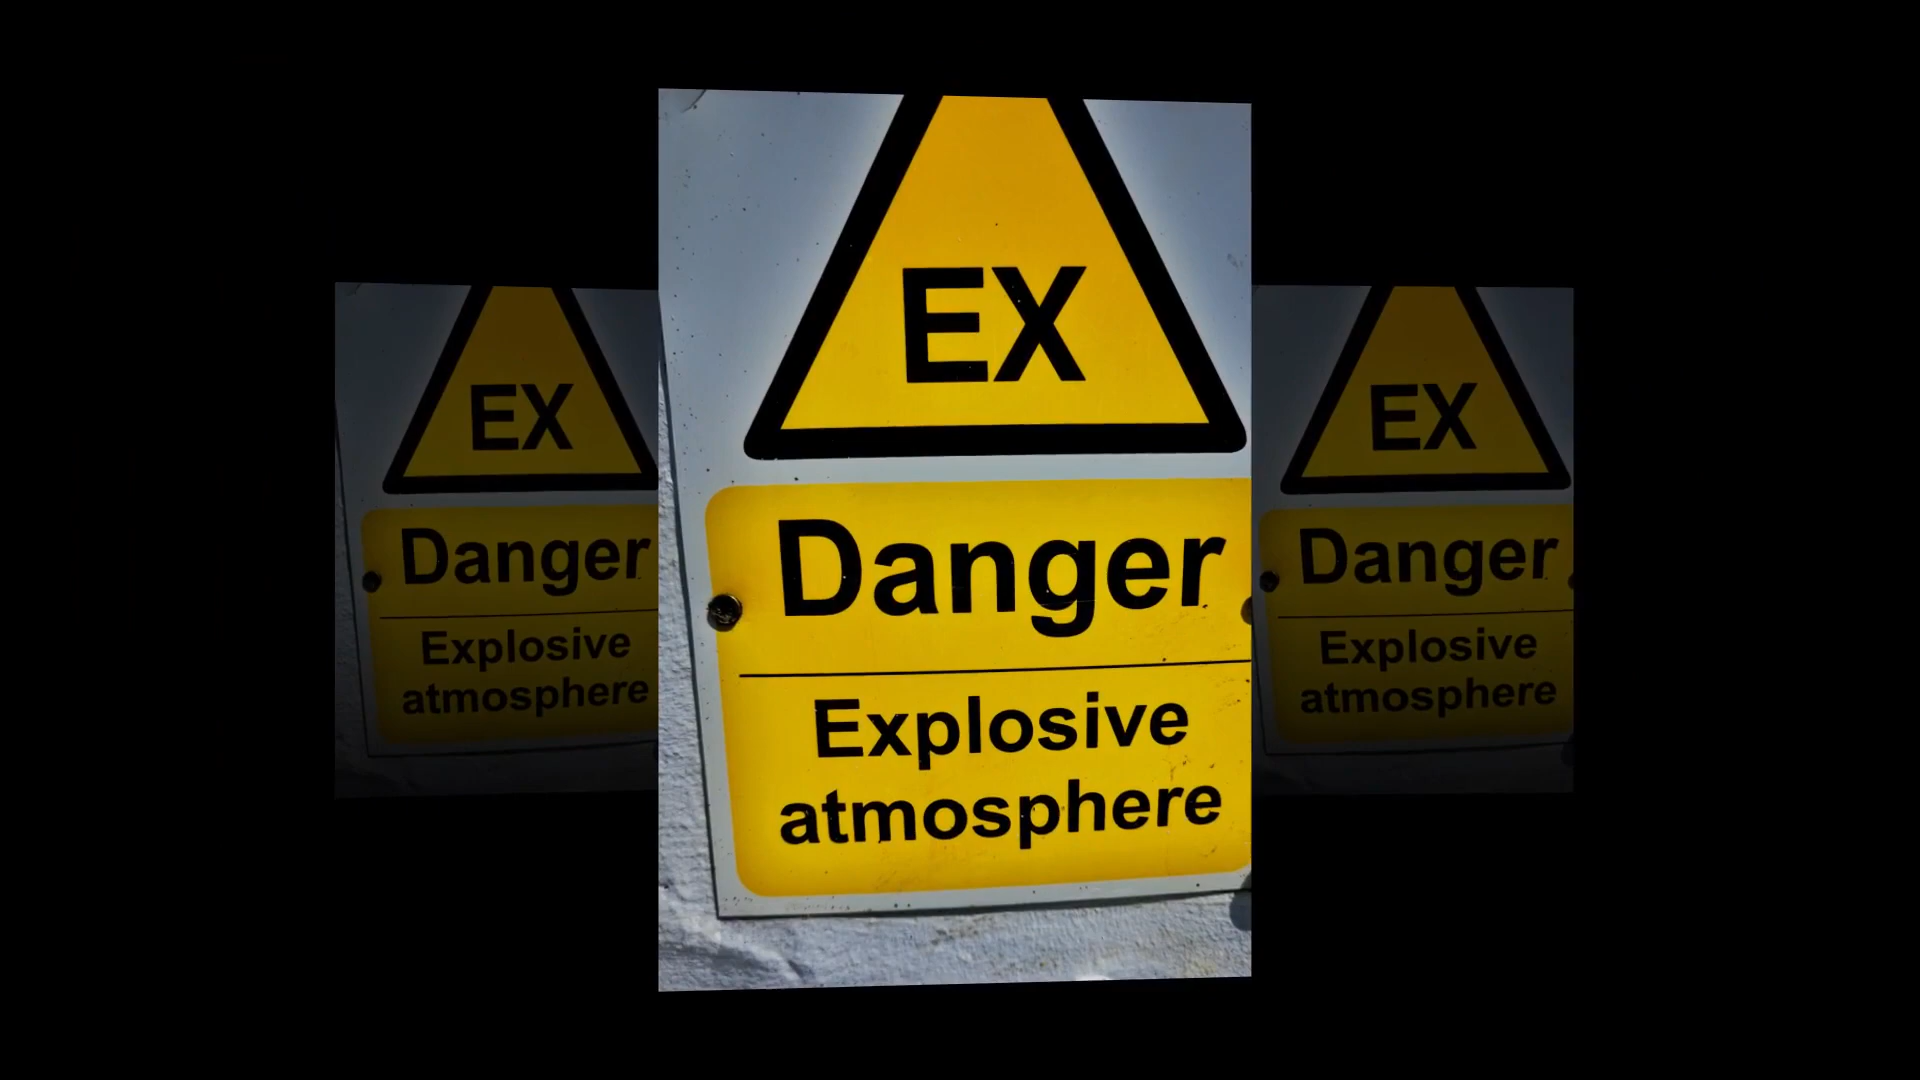 EX
Danger
Explosive
atmosphere
EX
Danger
Explosive
atmosphere
EX
Danger
Explosive
atmosphere